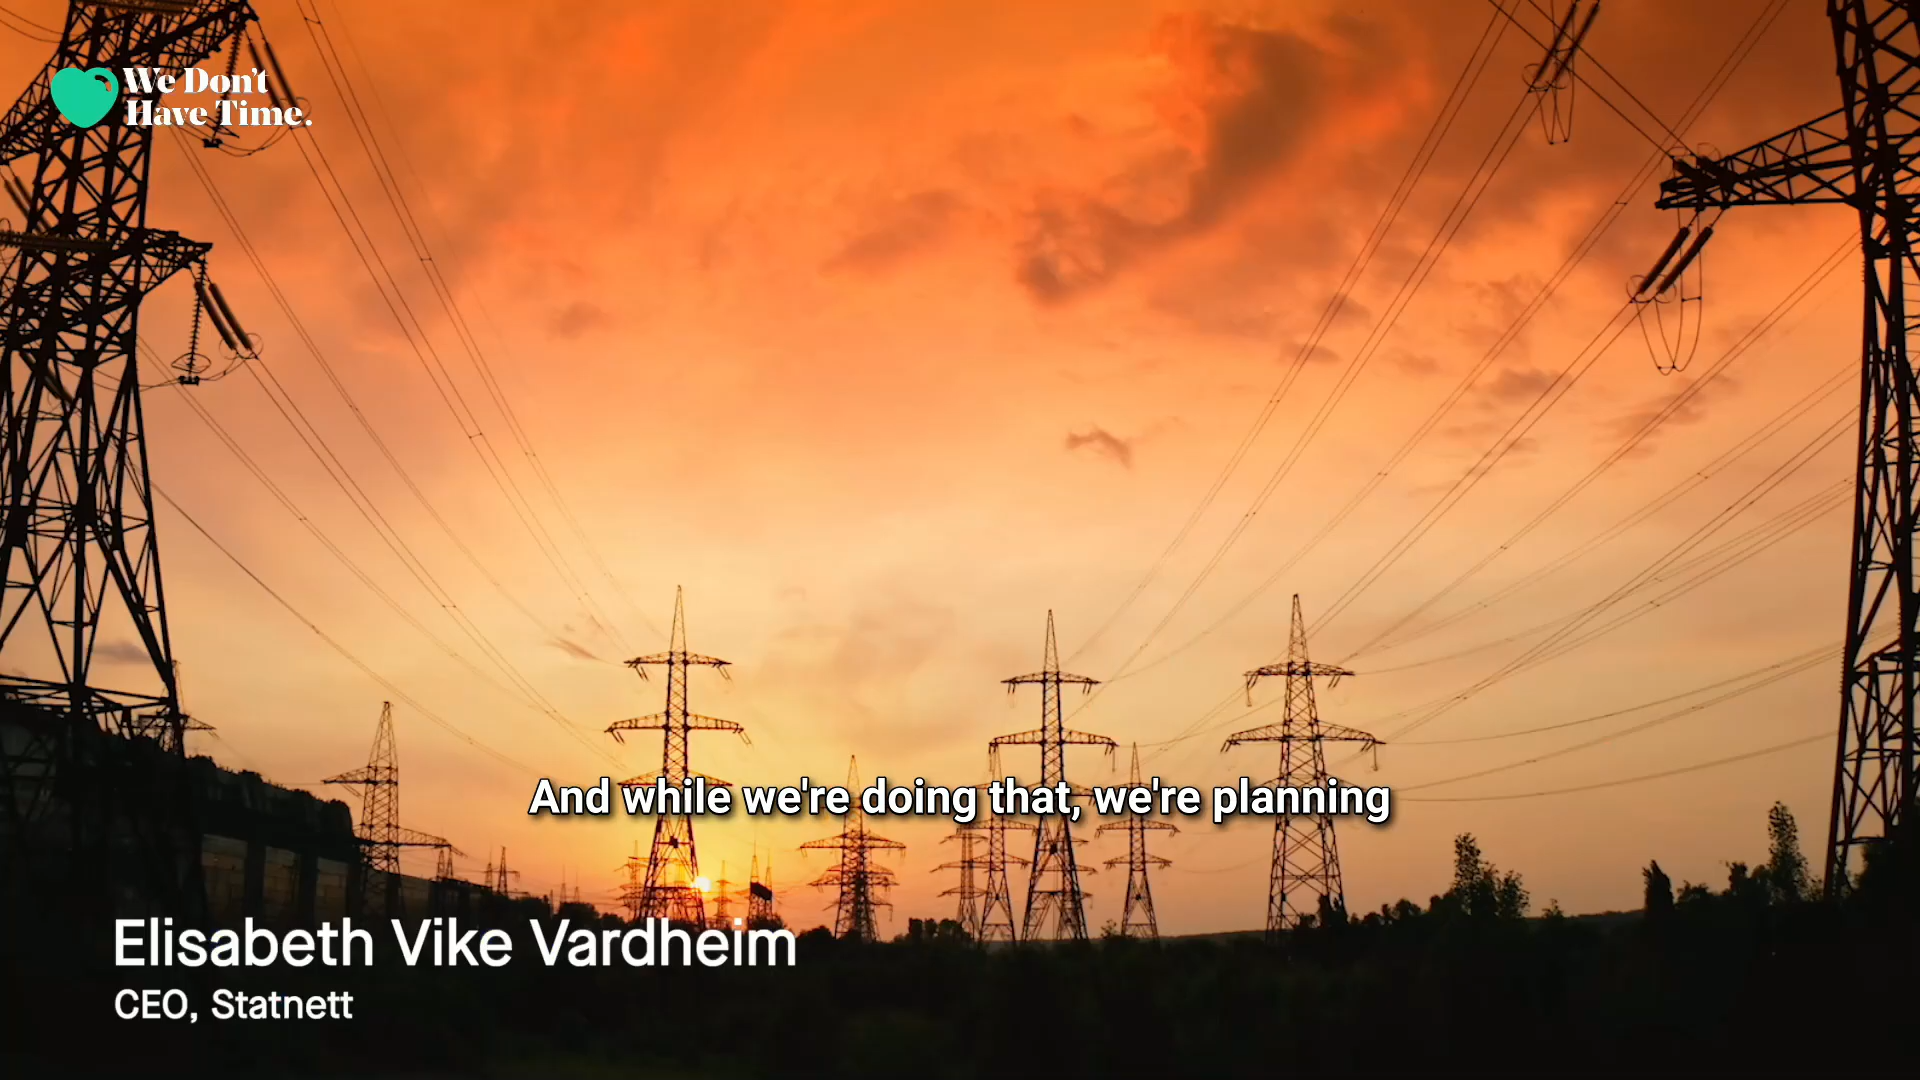 We Don't
Have Time.
And while we're doing that, we're planning
Elisabeth Vike Vardheim
CEO, Statnett